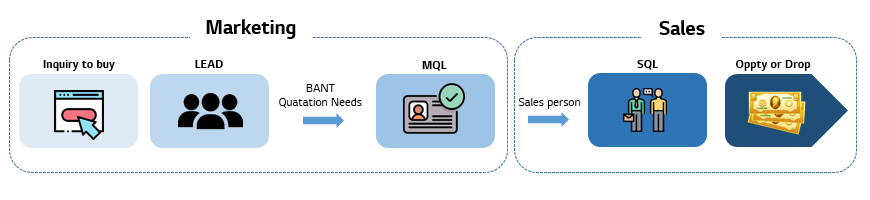 Marketing
Sales
Inquiry to buy
LEAD
BANT
Quatation Needs
MQL
Sales person
SQL
Oppty or Drop